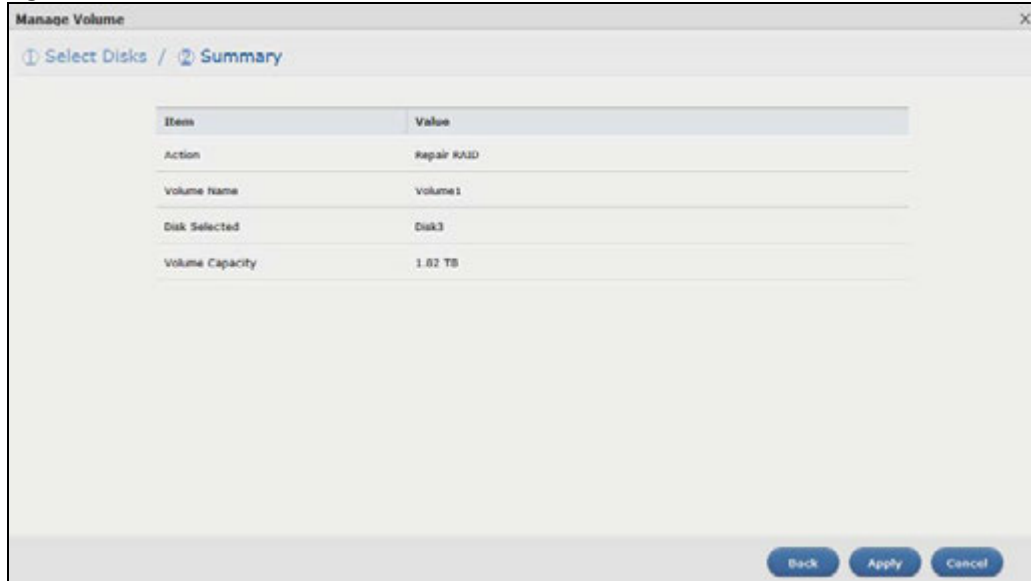 Manage Volume X
① Select Disks / ② Summary
Item Value
Action Repair RAID
Volume Name Volume1
Disk Selected Disk3
Volume Capacity 1.82 TB
Back Apply Cancel